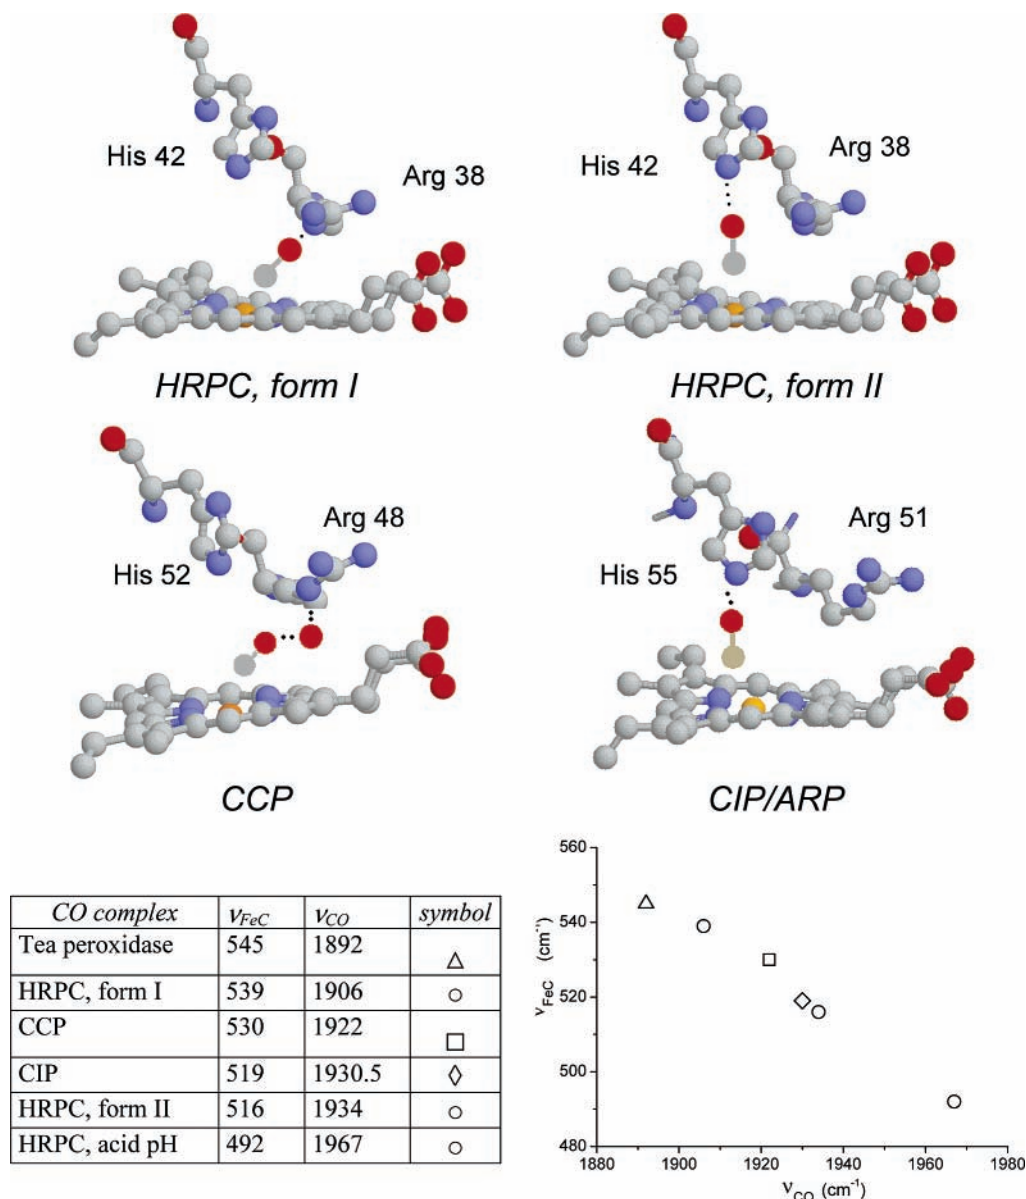 His 42
Arg 38
HRPC, form I
His 42
Arg 38
HRPC, form II
His 52
Arg 48
CCP
His 55
Arg 51
CIP/ARP
CO complex νFeC νCO symbol
Tea peroxidase 545 1892 △
HRPC, form I 539 1906 ○
CCP 530 1922 □
CIP 519 1930.5 ◇
HRPC, form II 516 1934 ○
HRPC, acid pH 492 1967 ○
560
540
520
500
480
νFeC (cm⁻¹)
1880 1900 1920 1940 1960 1980
νCO (cm⁻¹)